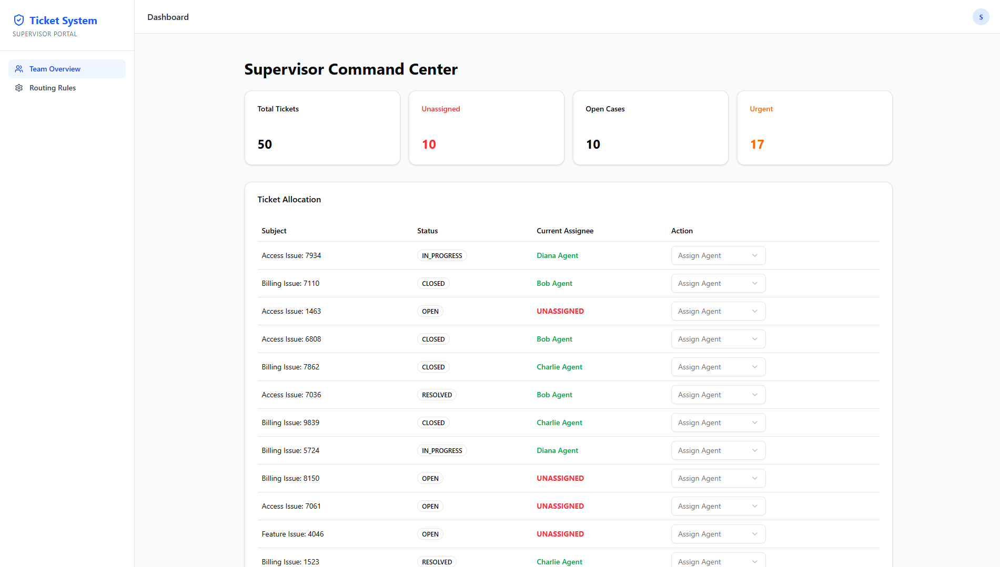 Ticket System
SUPERVISOR PORTAL
Team Overview
Routing Rules
Dashboard
S
Supervisor Command Center
Total Tickets
50
Unassigned
10
Open Cases
10
Urgent
17
Ticket Allocation
Subject Status Current Assignee Action
Access Issue: 7934 IN_PROGRESS Diana Agent Assign Agent
Billing Issue: 7110 CLOSED Bob Agent Assign Agent
Access Issue: 1463 OPEN UNASSIGNED Assign Agent
Access Issue: 6808 CLOSED Bob Agent Assign Agent
Billing Issue: 7862 CLOSED Charlie Agent Assign Agent
Access Issue: 7036 RESOLVED Bob Agent Assign Agent
Billing Issue: 9839 CLOSED Charlie Agent Assign Agent
Billing Issue: 5724 IN_PROGRESS Diana Agent Assign Agent
Billing Issue: 8150 OPEN UNASSIGNED Assign Agent
Access Issue: 7061 OPEN UNASSIGNED Assign Agent
Feature Issue: 4046 OPEN UNASSIGNED Assign Agent
Billing Issue: 1523 RESOLVED Charlie Agent Assign Agent